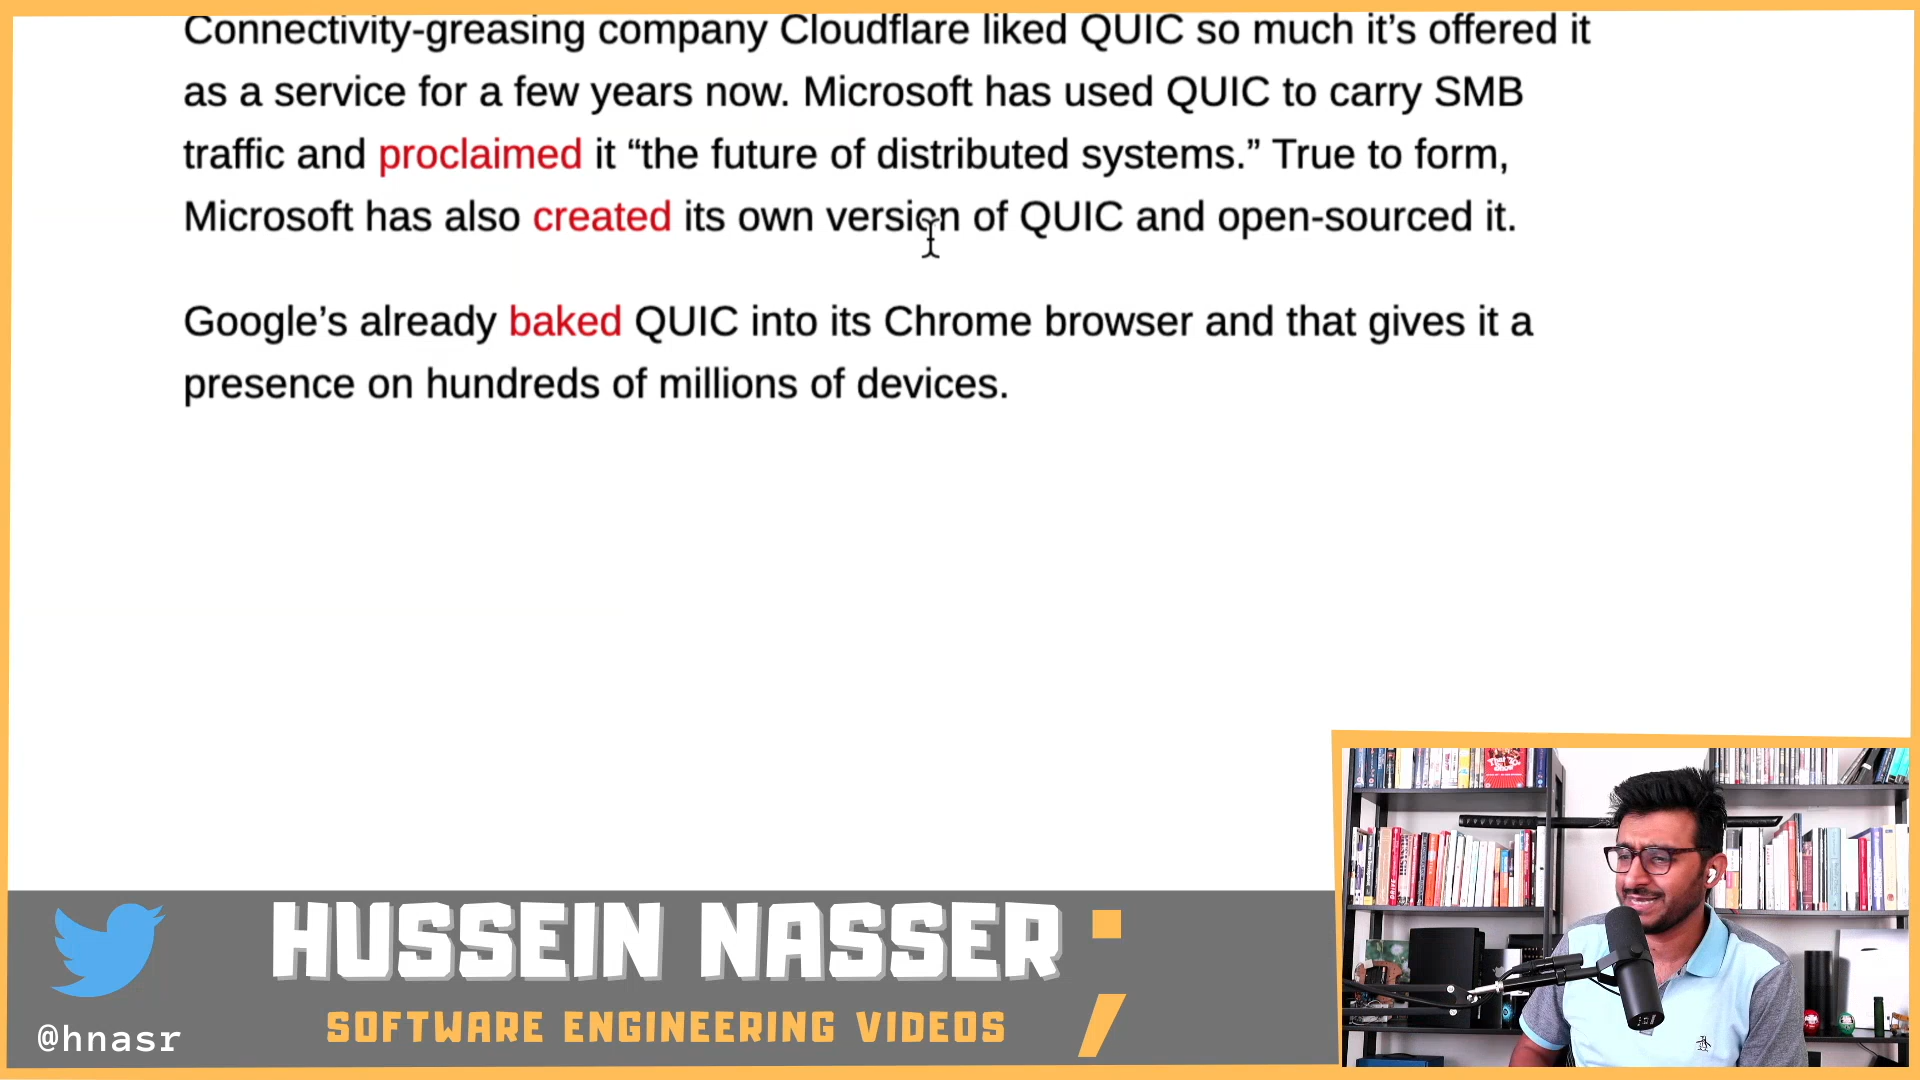 Connectivity-greasing company Cloudflare liked QUIC so much it’s offered it
as a service for a few years now. Microsoft has used QUIC to carry SMB
traffic and proclaimed it “the future of distributed systems.” True to form,
Microsoft has also created its own version of QUIC and open-sourced it.
Google’s already baked QUIC into its Chrome browser and that gives it a
presence on hundreds of millions of devices.
HUSSEIN NASSER;
SOFTWARE ENGINEERING VIDEOS
@hnasr